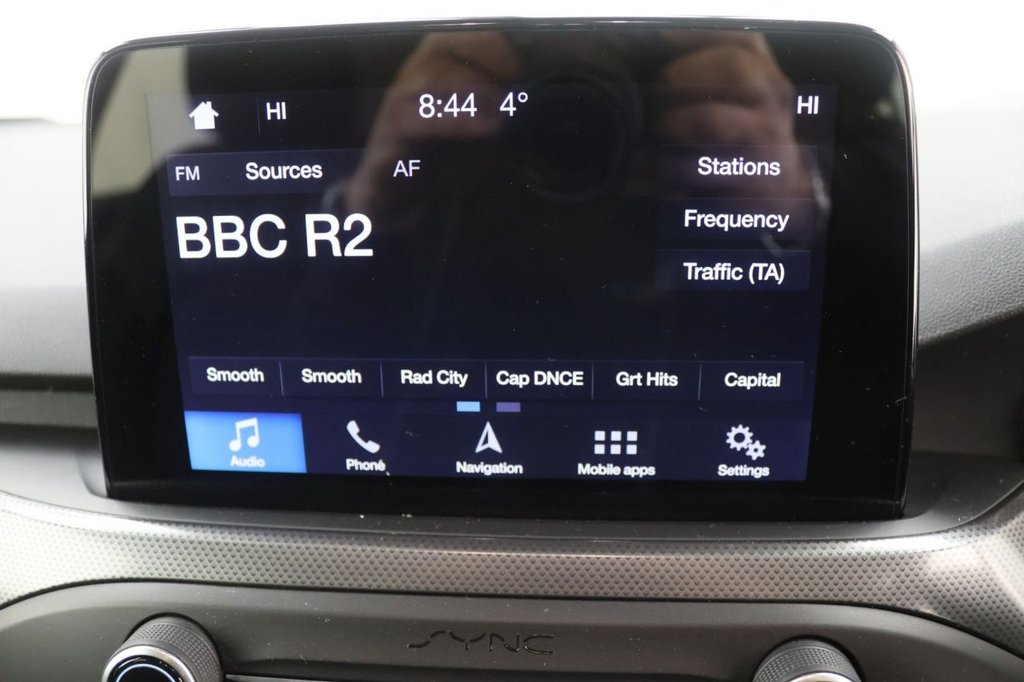 HI 8:44 4° HI
FM Sources AF Stations
BBC R2 Frequency
Traffic (TA)
Smooth Smooth Rad City Cap DNCE Grt Hits Capital
Audio Phone Navigation Mobile apps Settings
SYNC